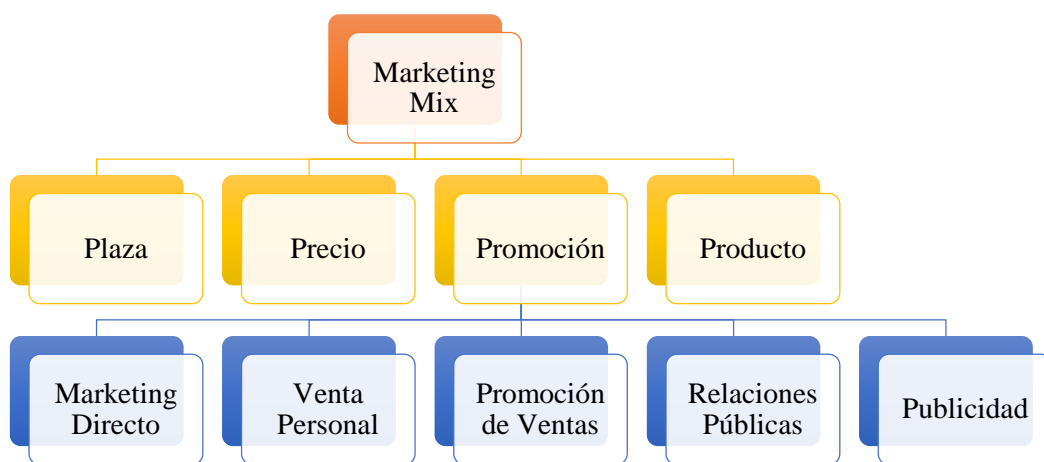 Marketing
Mix
Plaza
Precio
Promoción
Producto
Marketing
Directo
Venta
Personal
Promoción
de Ventas
Relaciones
Públicas
Publicidad